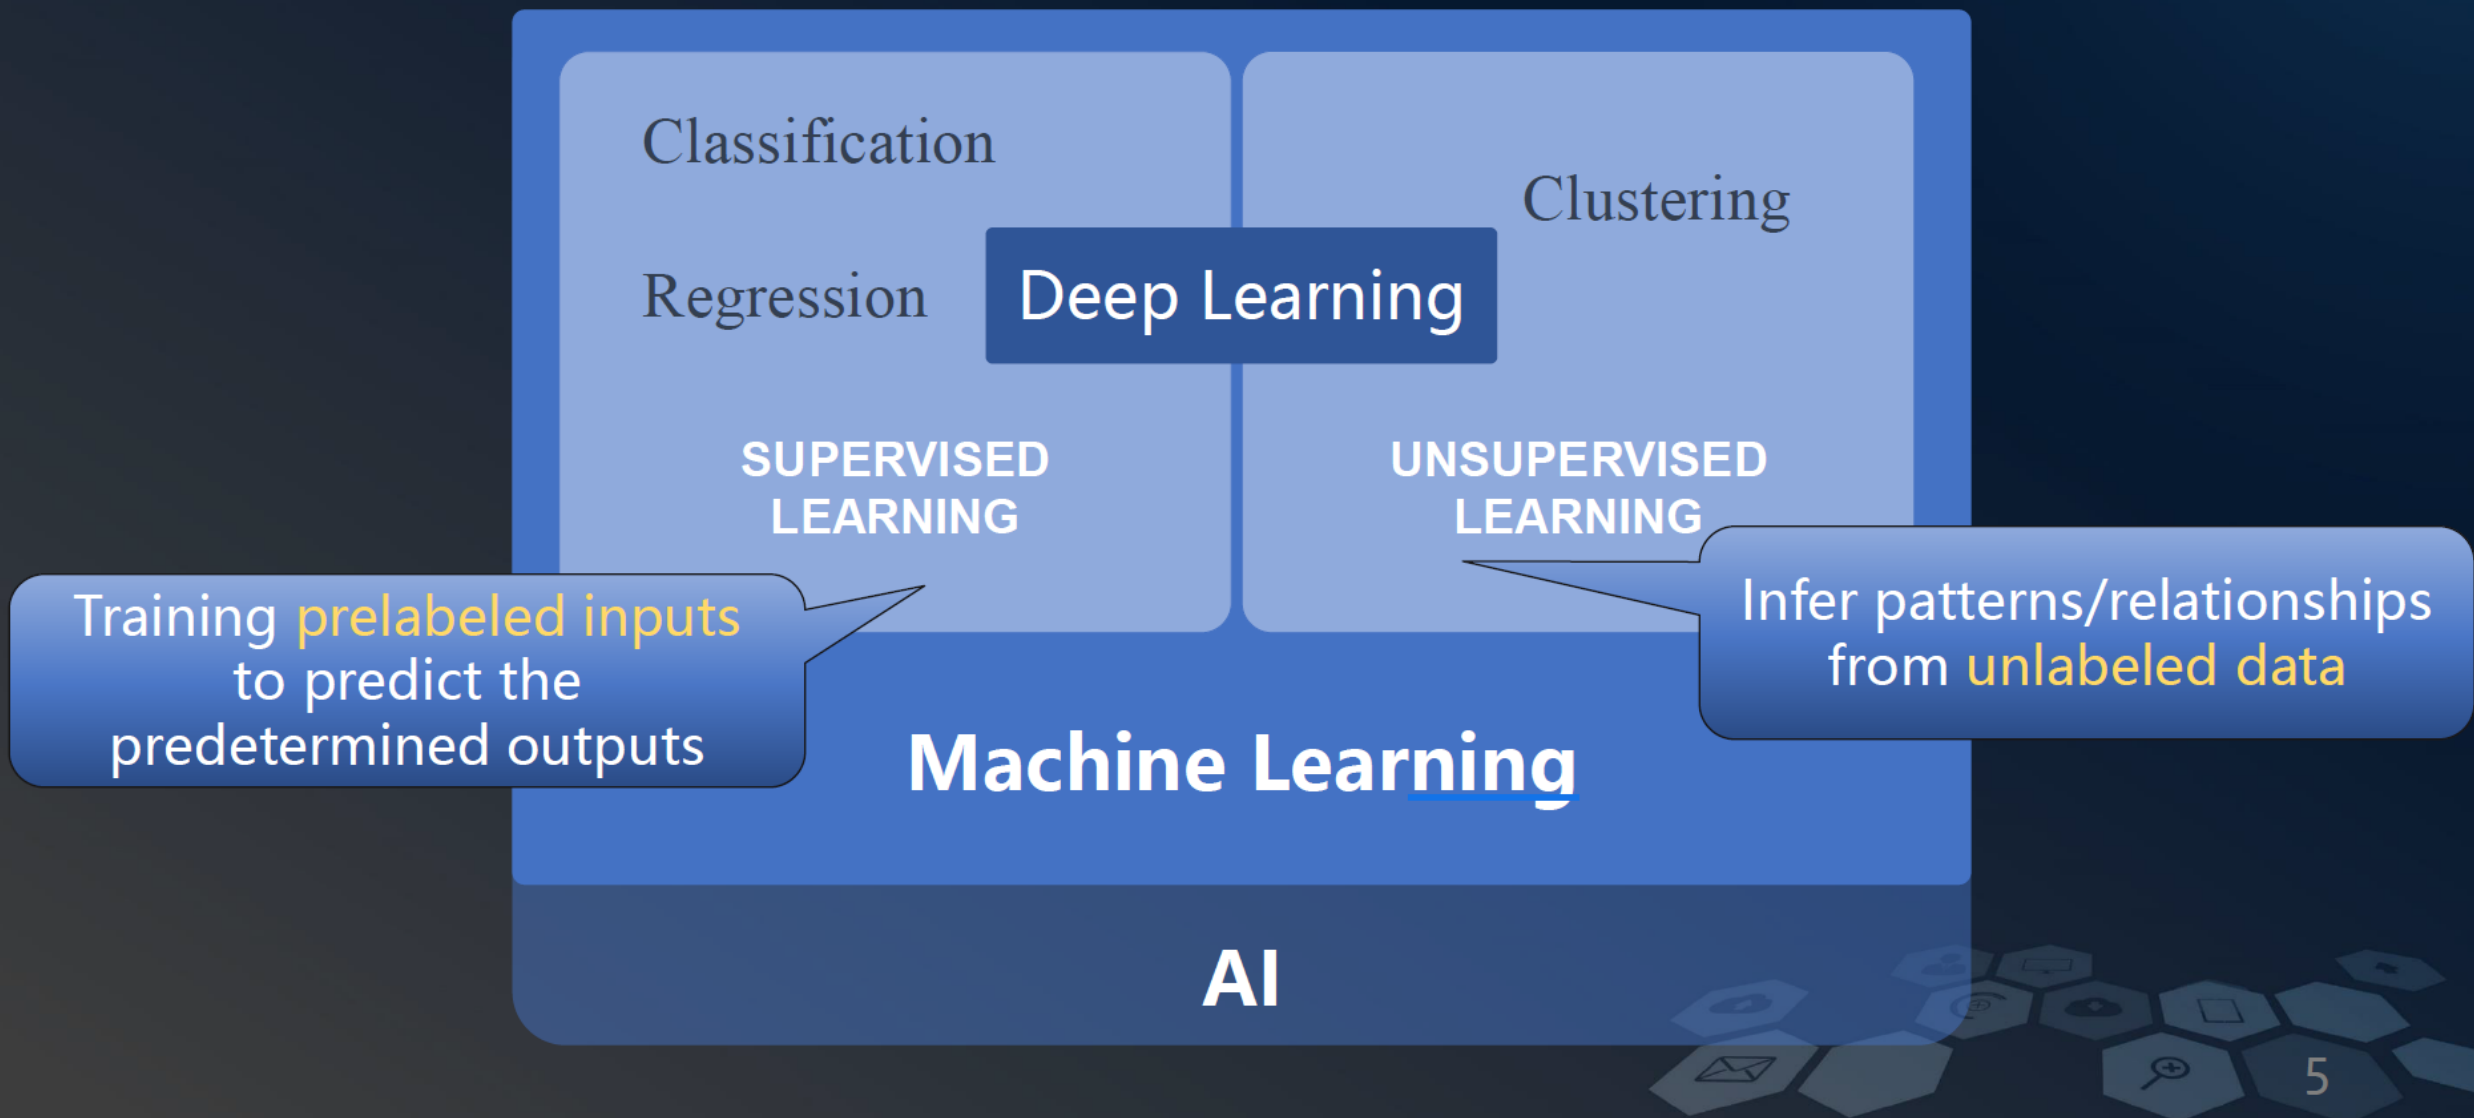 Classification
Clustering
Regression
Deep Learning
SUPERVISED
LEARNING
UNSUPERVISED
LEARNING
Training prelabeled inputs
to predict the
predetermined outputs
Infer patterns/relationships
from unlabeled data
Machine Learning
AI
5